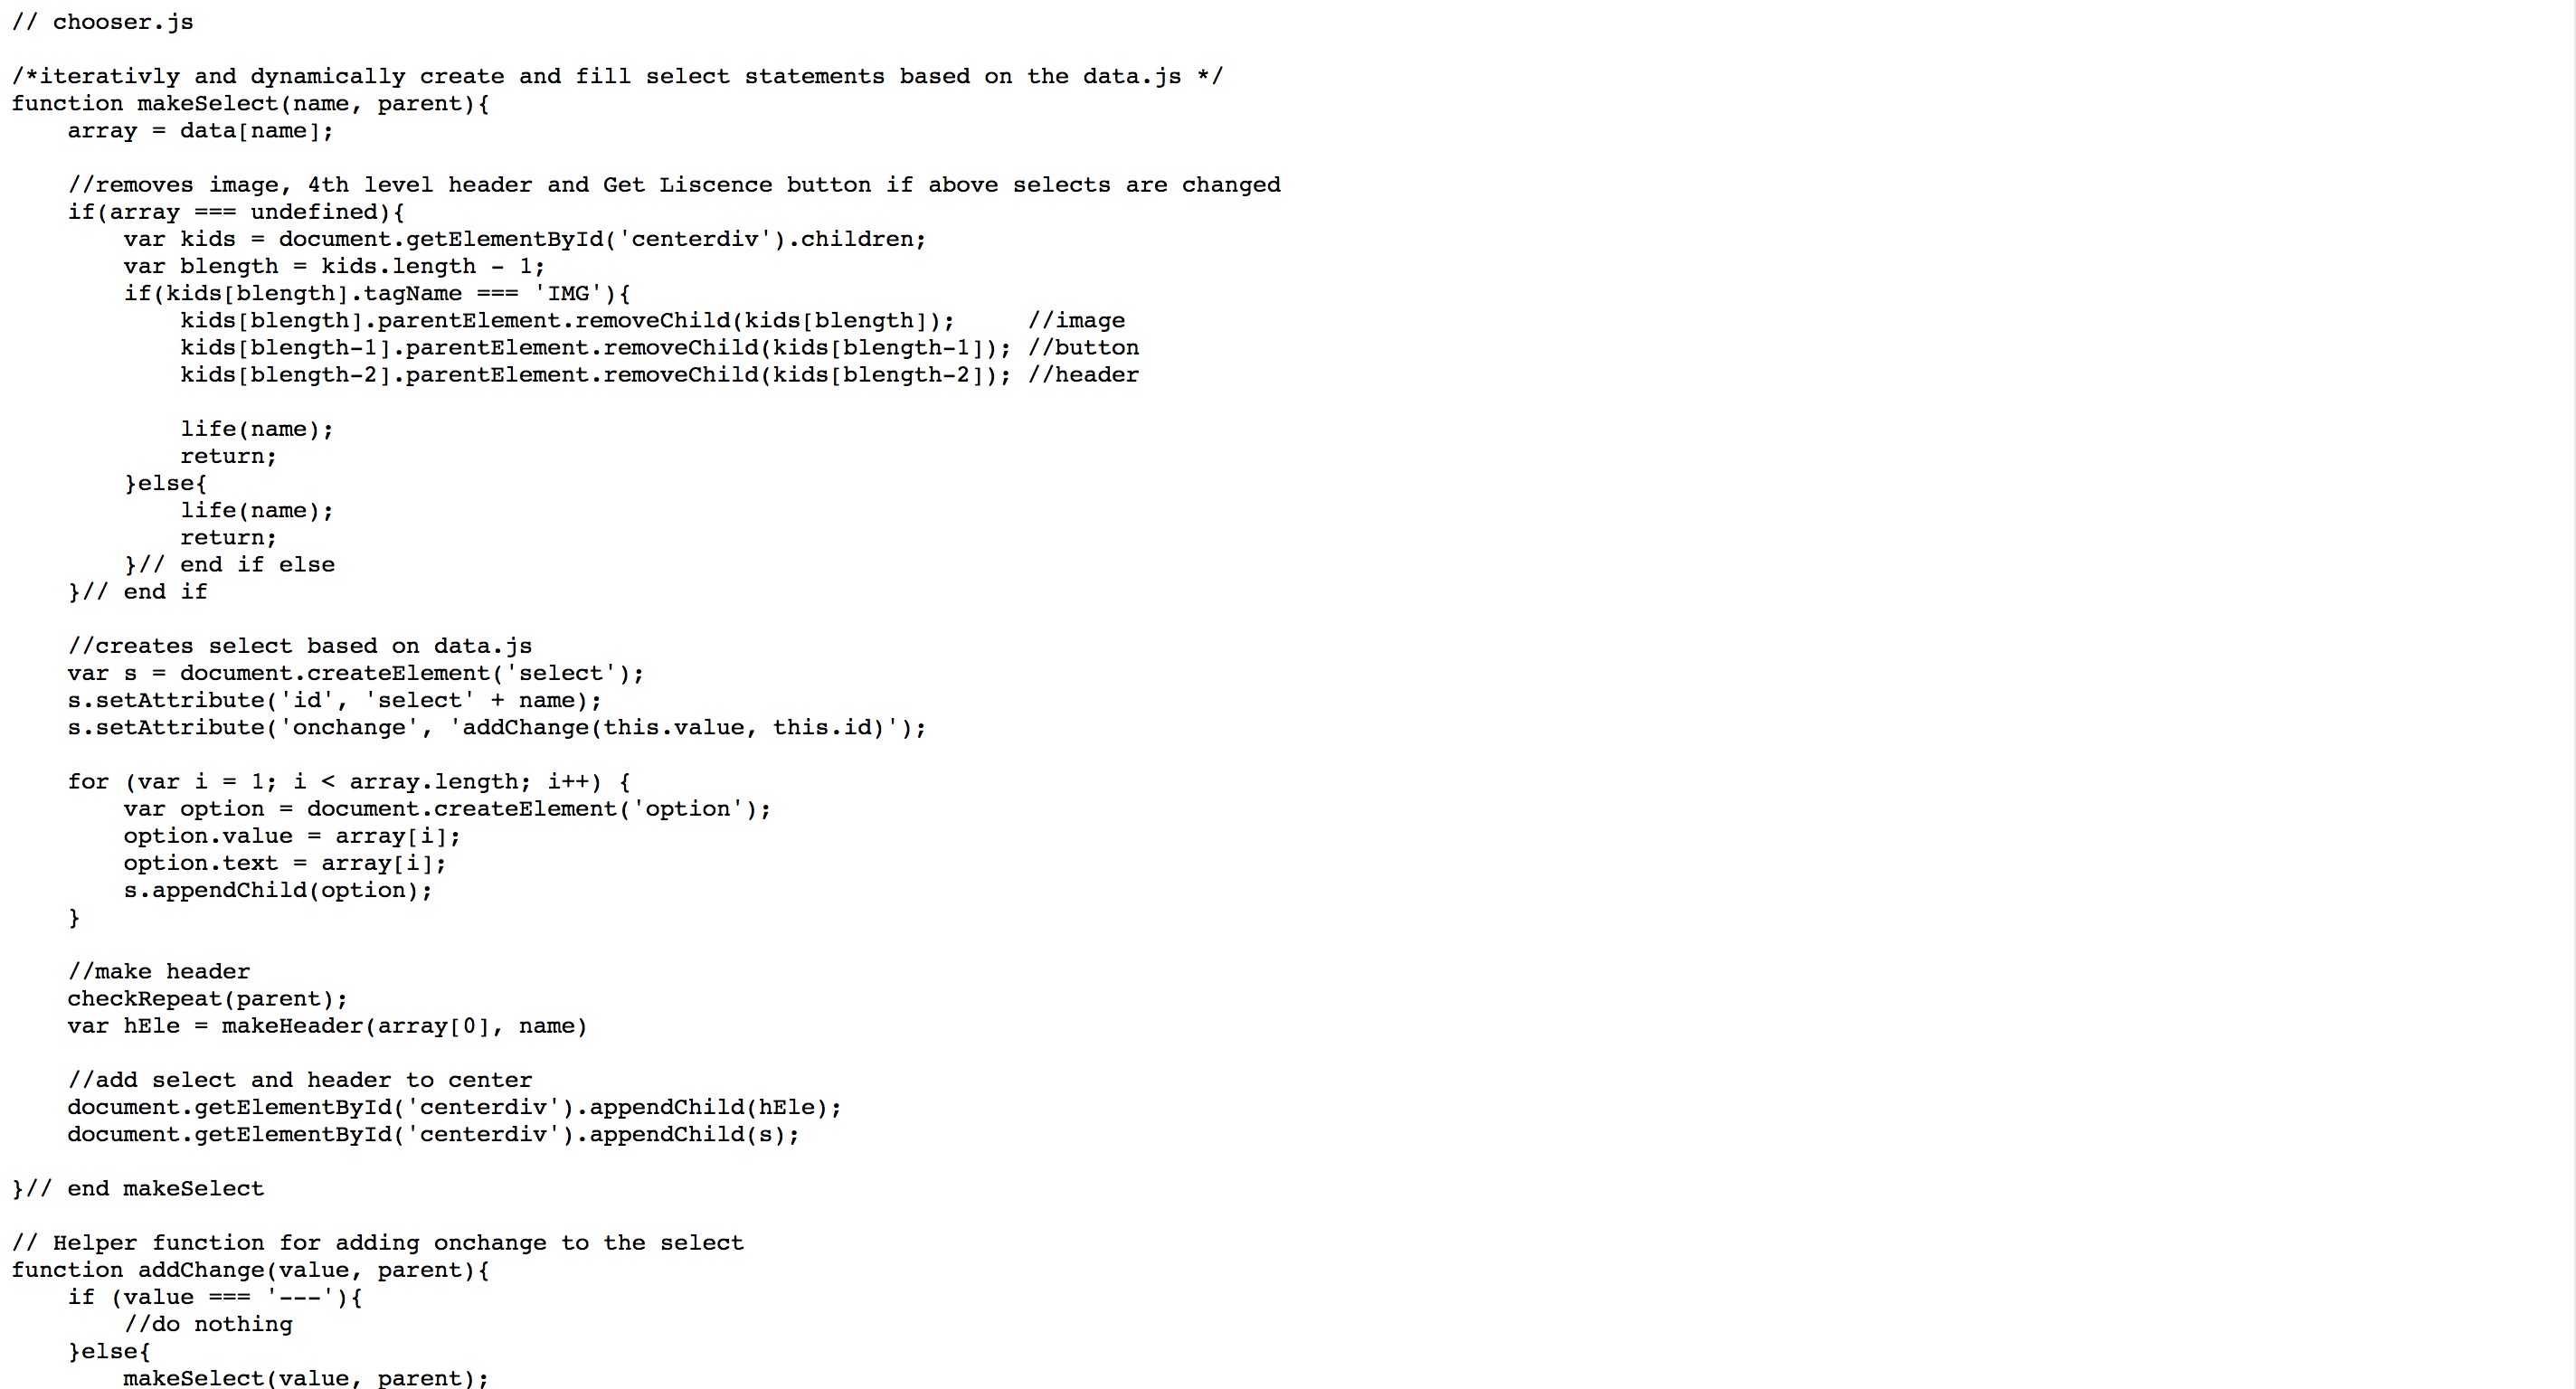 // chooser.js

/*iterativly and dynamically create and fill select statements based on the data.js */
function makeSelect(name, parent){
    array = data[name];

    //removes image, 4th level header and Get Liscence button if above selects are changed
    if(array === undefined){
        var kids = document.getElementById('centerdiv').children;
        var blength = kids.length - 1;
        if(kids[blength].tagName === 'IMG'){
            kids[blength].parentElement.removeChild(kids[blength]);     //image
            kids[blength-1].parentElement.removeChild(kids[blength-1]); //button
            kids[blength-2].parentElement.removeChild(kids[blength-2]); //header

            life(name);
            return;
        }else{
            life(name);
            return;
        }// end if else
    }// end if

    //creates select based on data.js
    var s = document.createElement('select');
    s.setAttribute('id', 'select' + name);
    s.setAttribute('onchange', 'addChange(this.value, this.id)');

    for (var i = 1; i < array.length; i++) {
        var option = document.createElement('option');
        option.value = array[i];
        option.text = array[i];
        s.appendChild(option);
    }

    //make header
    checkRepeat(parent);
    var hEle = makeHeader(array[0], name)

    //add select and header to center
    document.getElementById('centerdiv').appendChild(hEle);
    document.getElementById('centerdiv').appendChild(s);

}// end makeSelect

// Helper function for adding onchange to the select
function addChange(value, parent){
    if (value === '---'){
        //do nothing
    }else{
        makeSelect(value, parent);